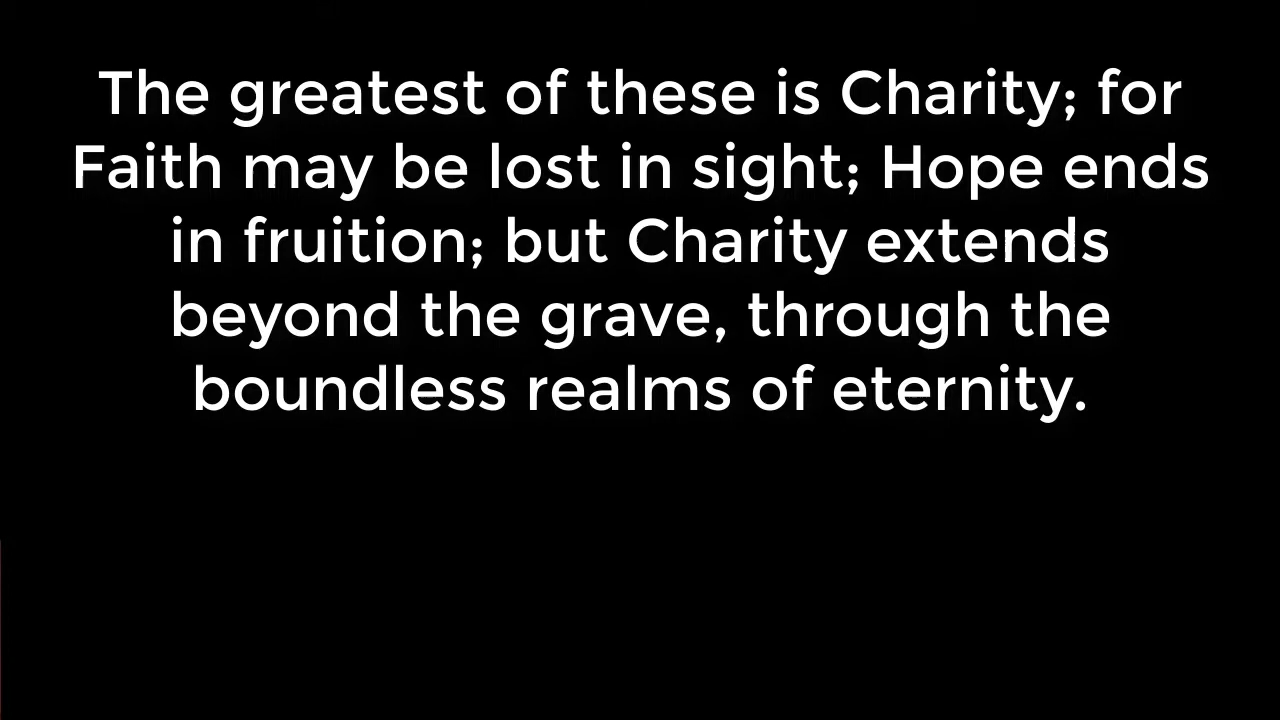 The greatest of these is Charity; for
Faith may be lost in sight; Hope ends
in fruition; but Charity extends
beyond the grave, through the
boundless realms of eternity.